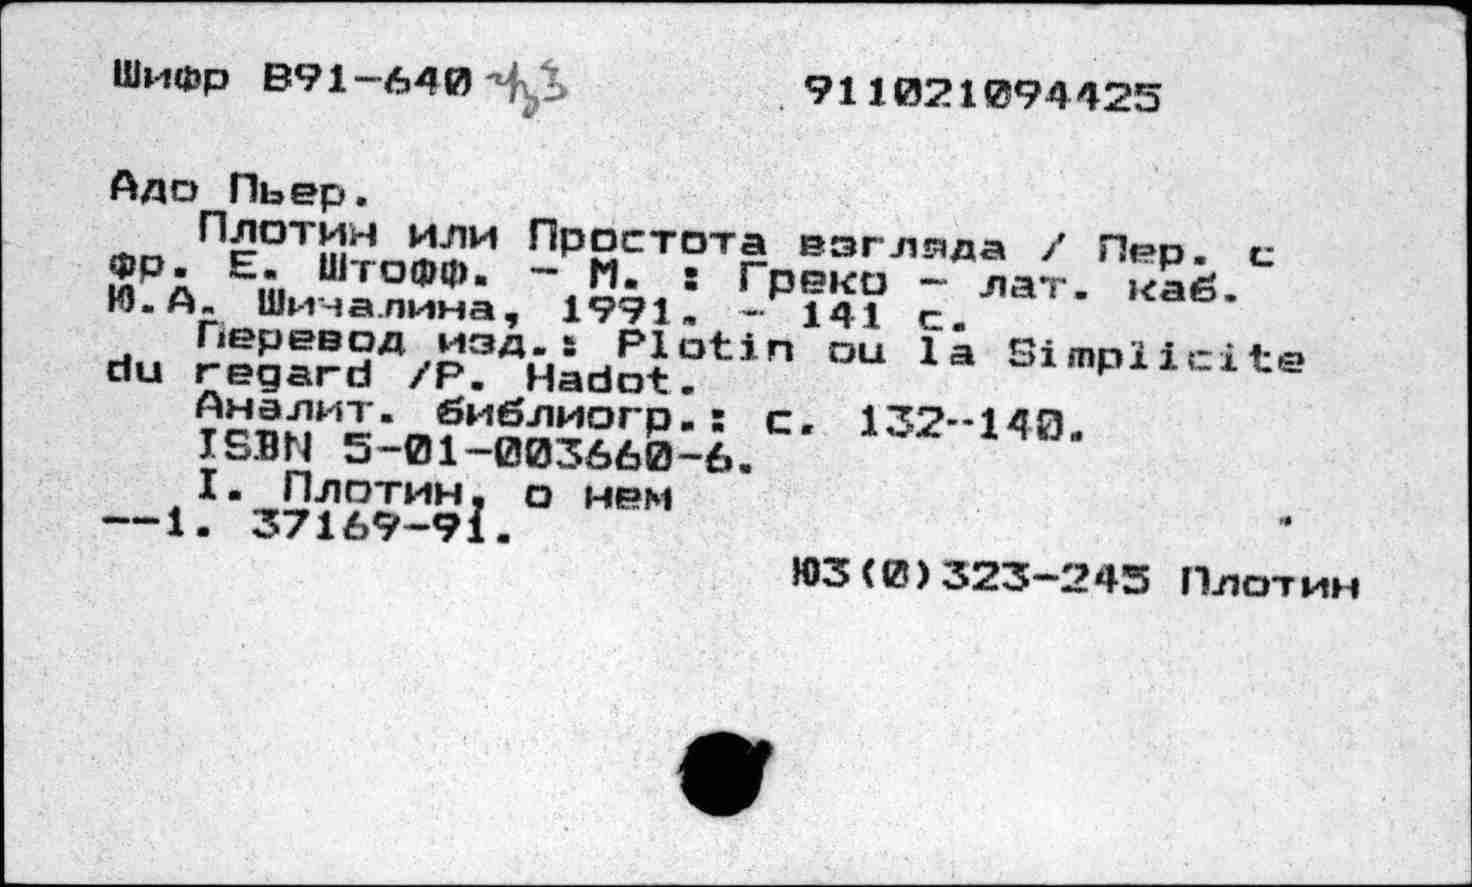 Шифр В91-640 чз 911021094425
Адо Пьер.
Плотин или Простота взгляда / Пер. с
фр. Е. Штофф. - М. : Греко - лат. каб.
Ю.А. Шичалина, 1991. - 141 с.
Перевод изд.: Plotin ou la Simplicite
du regard /P. Hadot.
Аналит. библиогр.: с. 132-140.
ISBN 5-01-003660-6.
I. Плотин, о нем
--1. 37169-91.
Ю3(0)323-245 Плотин